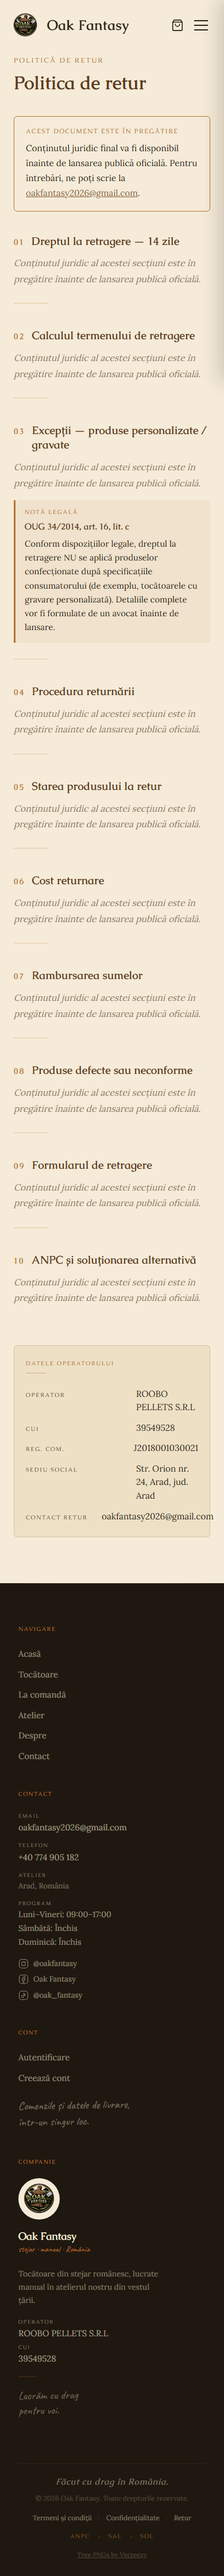 Oak Fantasy
POLITICĂ DE RETUR
Politica de retur
ACEST DOCUMENT ESTE ÎN PREGĂTIRE
Conținutul juridic final va fi disponibil
înainte de lansarea publică oficială. Pentru
întrebări, ne poți scrie la
oakfantasy2026@gmail.com.
01 Dreptul la retragere — 14 zile
Conținutul juridic al acestei secțiuni este în
pregătire înainte de lansarea publică oficială.
02 Calculul termenului de retragere
Conținutul juridic al acestei secțiuni este în
pregătire înainte de lansarea publică oficială.
03 Excepții — produse personalizate /
gravate
Conținutul juridic al acestei secțiuni este în
pregătire înainte de lansarea publică oficială.
NOTĂ LEGALĂ
OUG 34/2014, art. 16, lit. c
Conform dispozițiilor legale, dreptul la
retragere NU se aplică produselor
confecționate după specificațiile
consumatorului (de exemplu, tocătoarele cu
gravare personalizată). Detaliile complete
vor fi formulate de un avocat înainte de
lansare.
04 Procedura returnării
Conținutul juridic al acestei secțiuni este în
pregătire înainte de lansarea publică oficială.
05 Starea produsului la retur
Conținutul juridic al acestei secțiuni este în
pregătire înainte de lansarea publică oficială.
06 Cost returnare
Conținutul juridic al acestei secțiuni este în
pregătire înainte de lansarea publică oficială.
07 Rambursarea sumelor
Conținutul juridic al acestei secțiuni este în
pregătire înainte de lansarea publică oficială.
08 Produse defecte sau neconforme
Conținutul juridic al acestei secțiuni este în
pregătire înainte de lansarea publică oficială.
09 Formularul de retragere
Conținutul juridic al acestei secțiuni este în
pregătire înainte de lansarea publică oficială.
10 ANPC și soluționarea alternativă
Conținutul juridic al acestei secțiuni este în
pregătire înainte de lansarea publică oficială.
DATELE OPERATORULUI
OPERATOR ROOBO
PELLETS S.R.L
CUI 39549528
REG. COM. J2018001030021
SEDIU SOCIAL Str. Orion nr.
24, Arad, jud.
Arad
CONTACT RETUR oakfantasy2026@gmail.com
NAVIGARE
Acasă
Tocătoare
La comandă
Atelier
Despre
Contact
CONTACT
EMAIL
oakfantasy2026@gmail.com
TELEFON
+40 774 905 182
ATELIER
Arad, România
PROGRAM
Luni–Vineri: 09:00–17:00
Sâmbătă: Închis
Duminică: Închis
@oakfantasy
Oak Fantasy
@oak_fantasy
CONT
Autentificare
Creează cont
Comenzile și datele de livrare,
într-un singur loc.
COMPANIE
OAK
FANTASY
Oak Fantasy
stejar · manual · România
Tocătoare din stejar românesc, lucrate
manual în atelierul nostru din vestul
țării.
OPERATOR
ROOBO PELLETS S.R.L
CUI
39549528
Lucrăm cu drag
pentru voi.
Făcut cu drag în România.
© 2026 Oak Fantasy. Toate drepturile rezervate.
Termeni și condiții · Confidențialitate · Retur
ANPC · SAL · SOL
Tree PNGs by Vecteezy